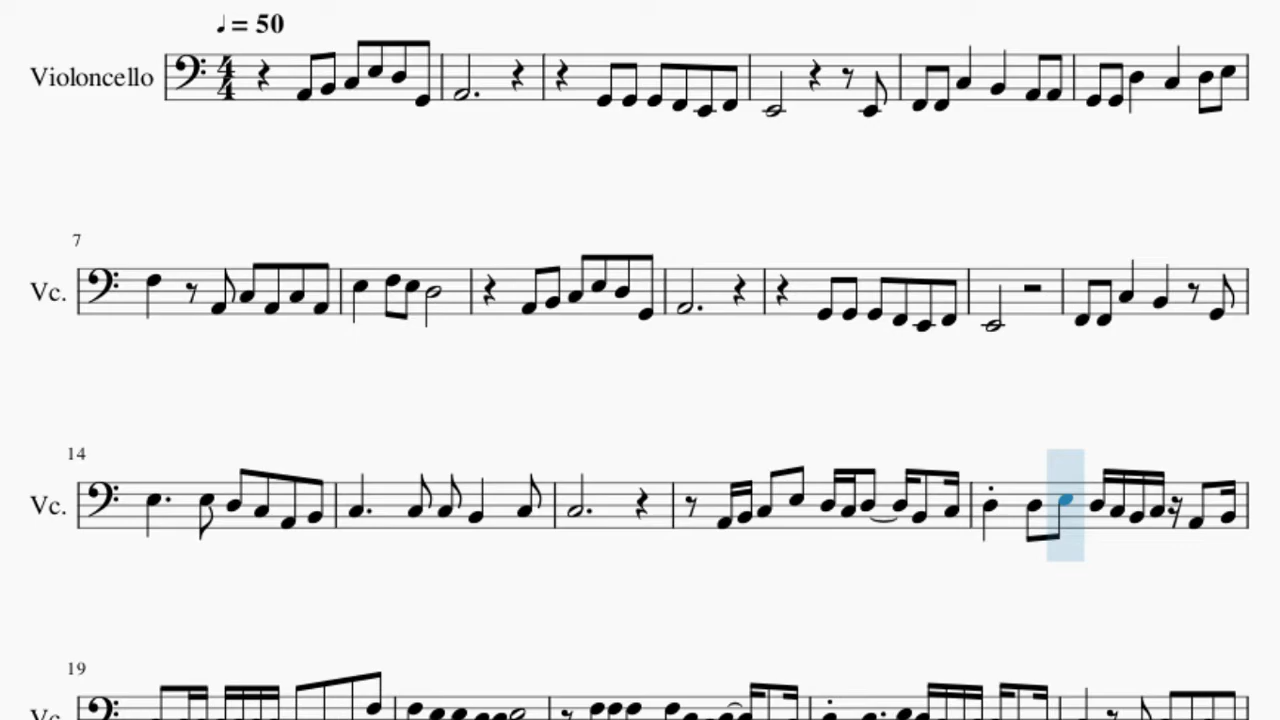 ♩ = 50
Violoncello
7
Vc.
14
Vc.
19
Vc.